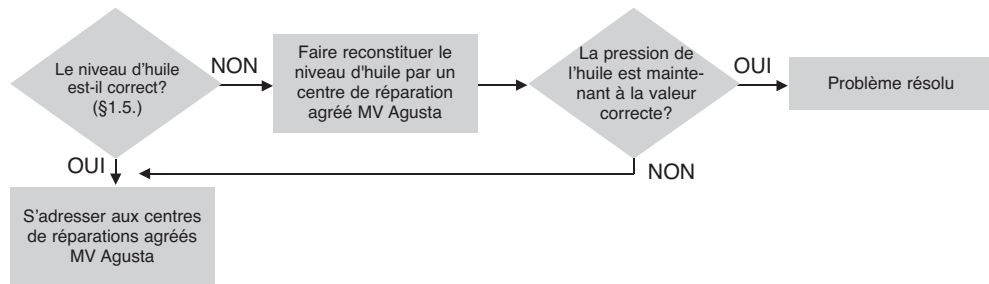 Le niveau d'huile
est-il correct?
(§1.5.)
NON
Faire reconstituer le
niveau d'huile par un
centre de réparation
agréé MV Agusta
La pression de
l'huile est mainte-
nant à la valeur
correcte?
OUI
Problème résolu
OUI
NON
S'adresser aux centres
de réparations agréés
MV Agusta